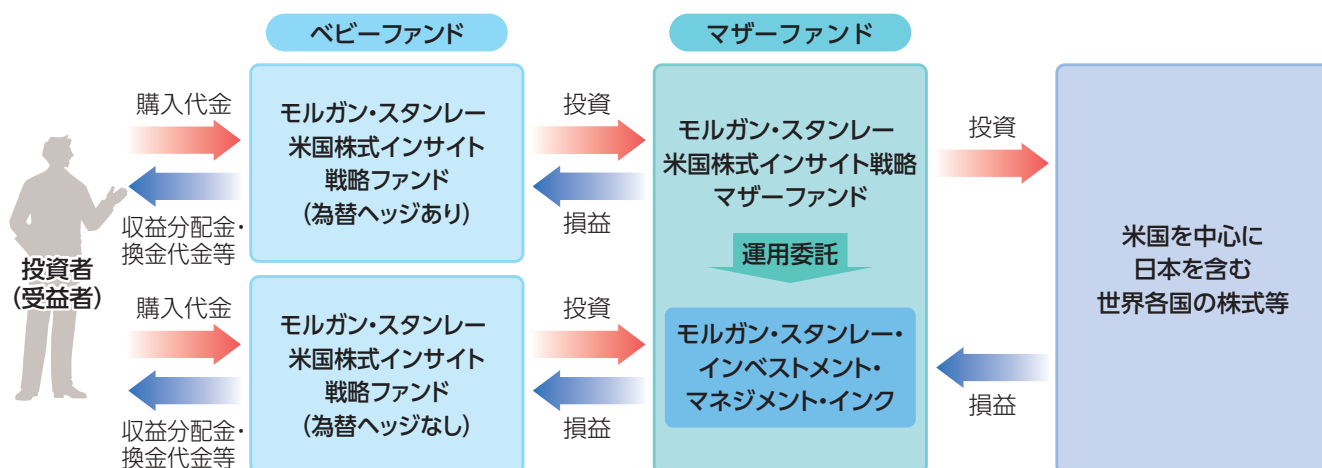 ベビーファンド
マザーファンド
購入代金
収益分配金・
換金代金等
モルガン・スタンレー
米国株式インサイト
戦略ファンド
（為替ヘッジあり）
投資
損益
モルガン・スタンレー
米国株式インサイト戦略
マザーファンド
運用委託
モルガン・スタンレー・
インベストメント・
マネジメント・インク
投資
損益
米国を中心に
日本を含む
世界各国の株式等
投資者
（受益者）
購入代金
収益分配金・
換金代金等
モルガン・スタンレー
米国株式インサイト
戦略ファンド
（為替ヘッジなし）
投資
損益